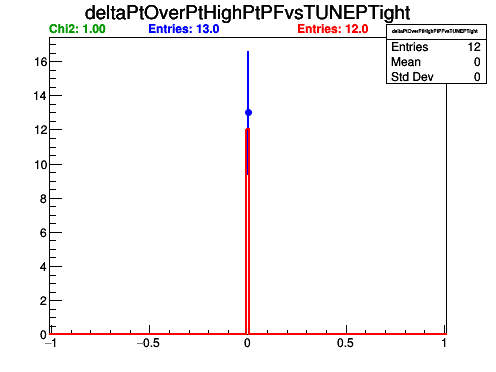 deltaPtOverPtHighPtPFvsTUNEPTight
Chi2: 1.00 Entries: 13.0 Entries: 12.0
deltaPtOverPtHighPtPFvsTUNEPTight
Entries 12
Mean 0
Std Dev 0
16
14
12
10
8
6
4
2
0
−1 −0.5 0 0.5 1